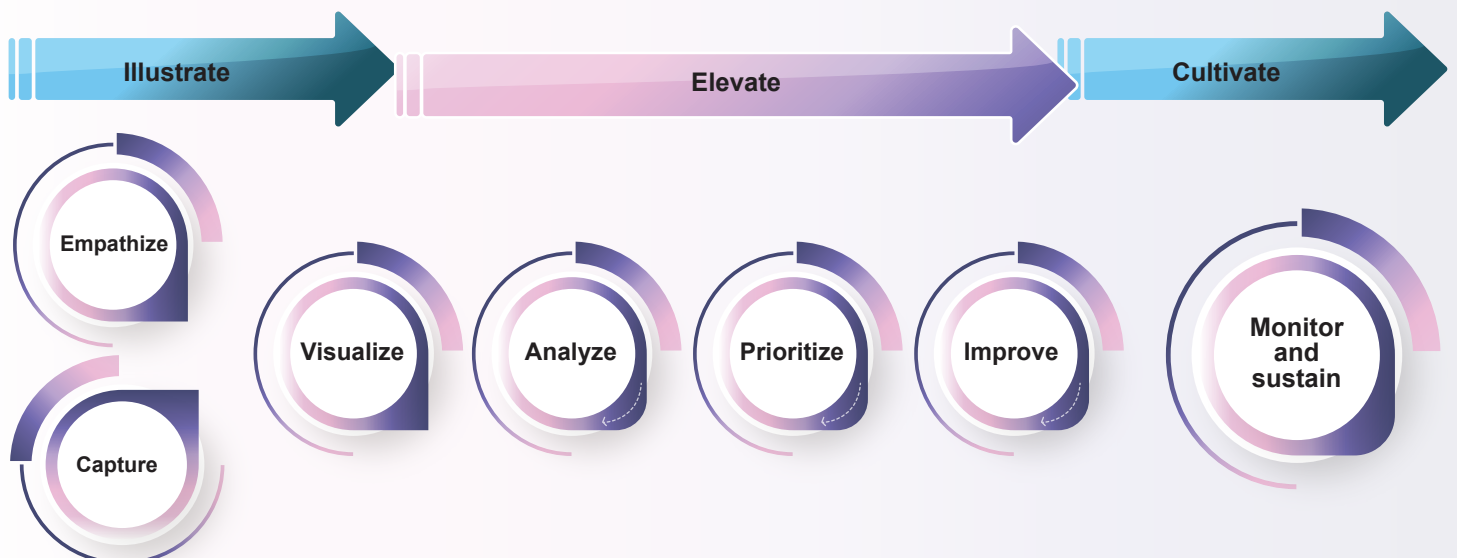 Illustrate
Elevate
Cultivate
Empathize
Capture
Visualize
Analyze
Prioritize
Improve
Monitor
and
sustain